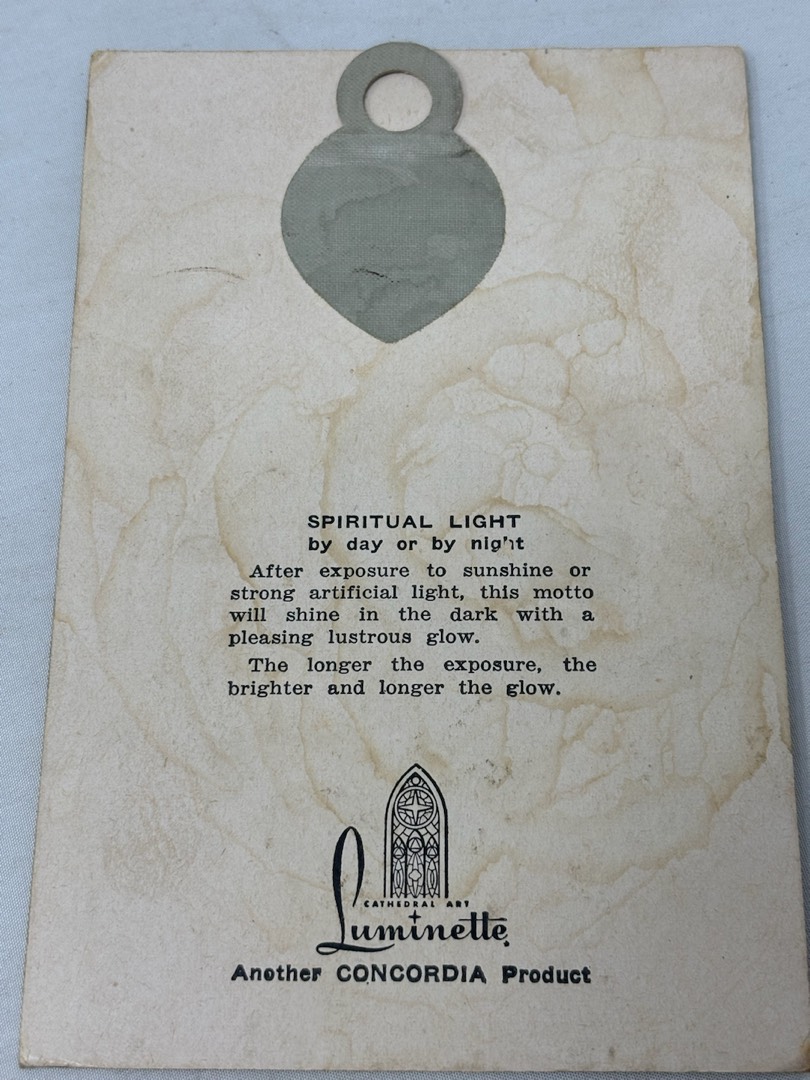 SPIRITUAL LIGHT
by day or by night
After exposure to sunshine or
strong artificial light, this motto
will shine in the dark with a
pleasing lustrous glow.
The longer the exposure, the
brighter and longer the glow.
CATHEDRAL ART
Luminette
Another CONCORDIA Product